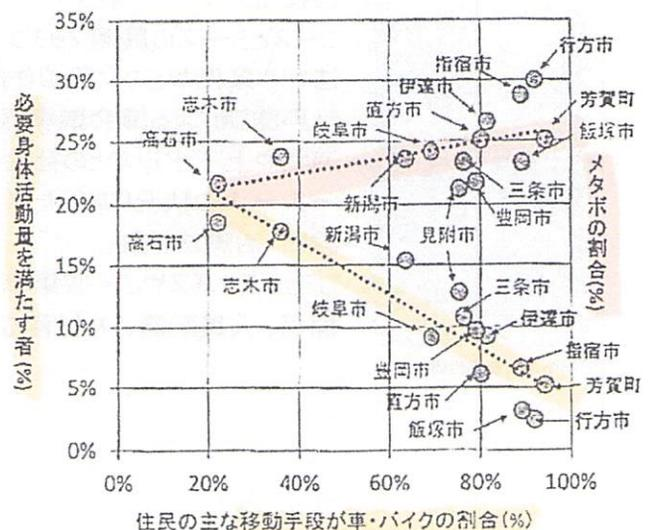 35%
行方市
指宿市
30%
伊達市
芳賀町
志木市
直方市
岐阜市
飯塚市
高石市
25%
20%
新潟市
三条市
豊岡市
高石市
新潟市
見附市
志木市
15%
三条市
岐阜市
伊達市
10%
豊岡市
指宿市
直方市
芳賀町
5%
飯塚市
行方市
0%
0% 20% 40% 60% 80% 100%
住民の主な移動手段が車・バイクの割合(%)
必要身体活動量を満たす者(%)
メタボの割合(%)